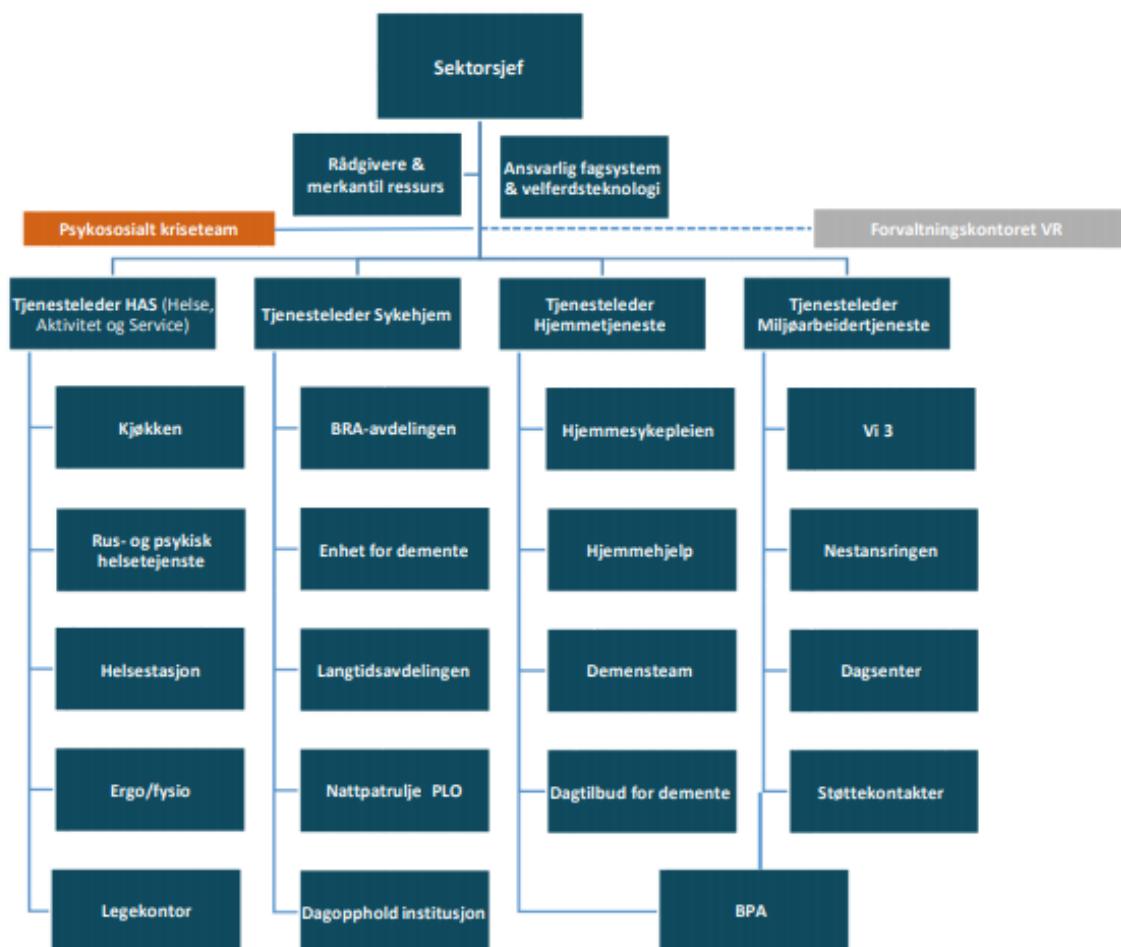 Sektorsjef
Rådgivere &
merkantil ressurs
Ansvarlig fagsystem
& velferdsteknologi
Psykososialt kriseteam
Forvaltningskontoret VR
Tjenesteleder HAS (Helse,
Aktivitet og Service)
Tjenesteleder Sykehjem
Tjenesteleder
Hjemmetjeneste
Tjenesteleder
Miljøarbeidertjeneste
Kjøkken
BRA-avdelingen
Hjemmesykepleien
Vi 3
Rus- og psykisk
helsetejenste
Enhet for demente
Hjemmehjelp
Nestansringen
Helsestasjon
Langtidsavdelingen
Demensteam
Dagsenter
Ergo/fysio
Nattpatrulje PLO
Dagtilbud for demente
Støttekontakter
Legekontor
Dagopphold institusjon
BPA